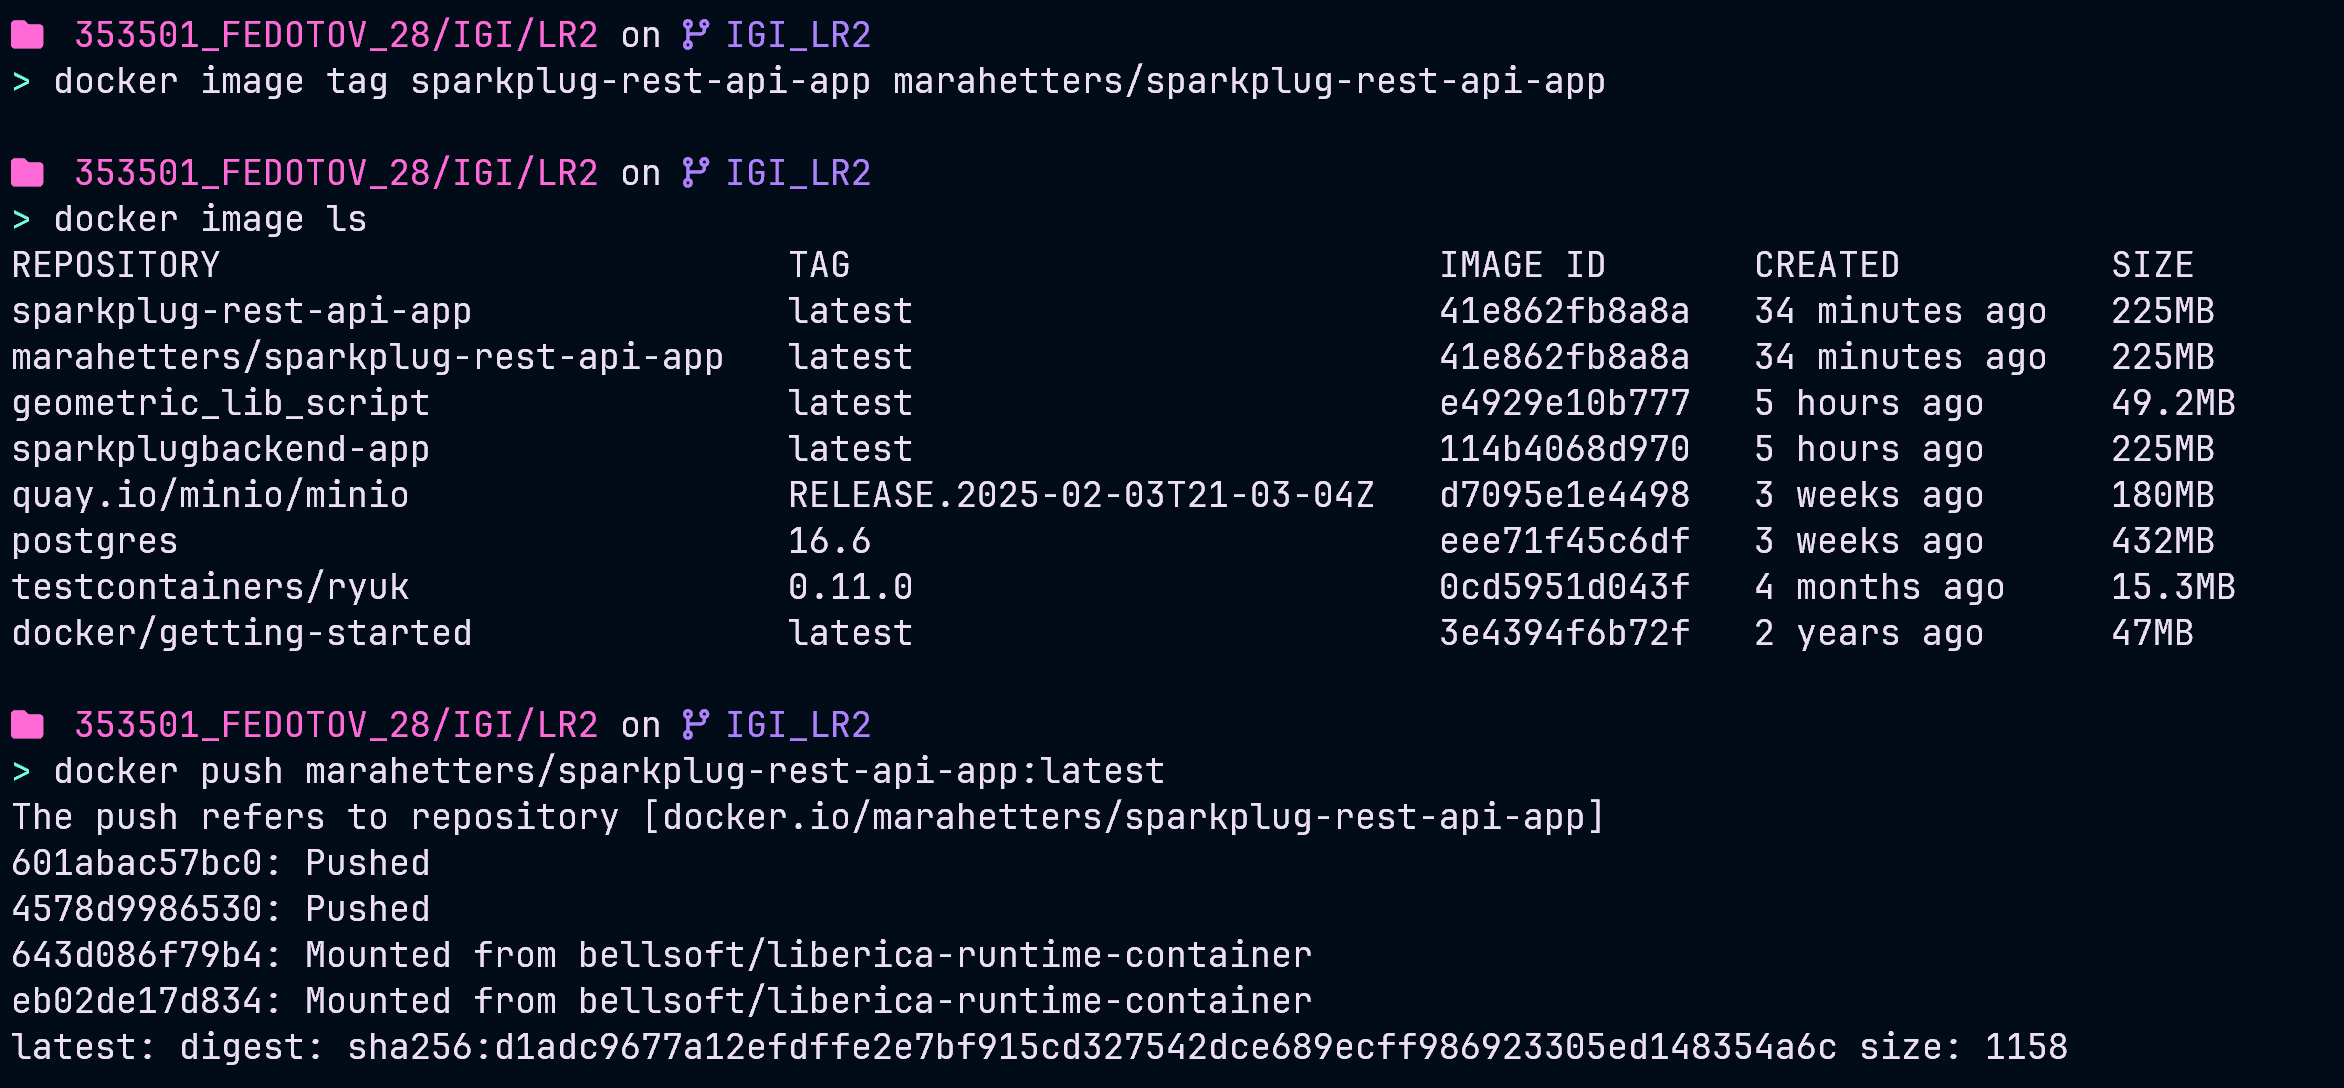 353501_FEDOTOV_28/IGI/LR2 on IGI_LR2
> docker image tag sparkplug-rest-api-app marahetters/sparkplug-rest-api-app
353501_FEDOTOV_28/IGI/LR2 on IGI_LR2
> docker image ls
REPOSITORY TAG IMAGE ID CREATED SIZE
sparkplug-rest-api-app latest 41e862fb8a8a 34 minutes ago 225MB
marahetters/sparkplug-rest-api-app latest 41e862fb8a8a 34 minutes ago 225MB
geometric_lib_script latest e4929e10b777 5 hours ago 49.2MB
sparkplugbackend-app latest 114b4068d970 5 hours ago 225MB
quay.io/minio/minio RELEASE.2025-02-03T21-03-04Z d7095e1e4498 3 weeks ago 180MB
postgres 16.6 eee71f45c6df 3 weeks ago 432MB
testcontainers/ryuk 0.11.0 0cd5951d043f 4 months ago 15.3MB
docker/getting-started latest 3e4394f6b72f 2 years ago 47MB
353501_FEDOTOV_28/IGI/LR2 on IGI_LR2
> docker push marahetters/sparkplug-rest-api-app:latest
The push refers to repository [docker.io/marahetters/sparkplug-rest-api-app]
601abac57bc0: Pushed
4578d9986530: Pushed
643d086f79b4: Mounted from bellsoft/liberica-runtime-container
eb02de17d834: Mounted from bellsoft/liberica-runtime-container
latest: digest: sha256:d1adc9677a12efdffe2e7bf915cd327542dce689ecff986923305ed148354a6c size: 1158